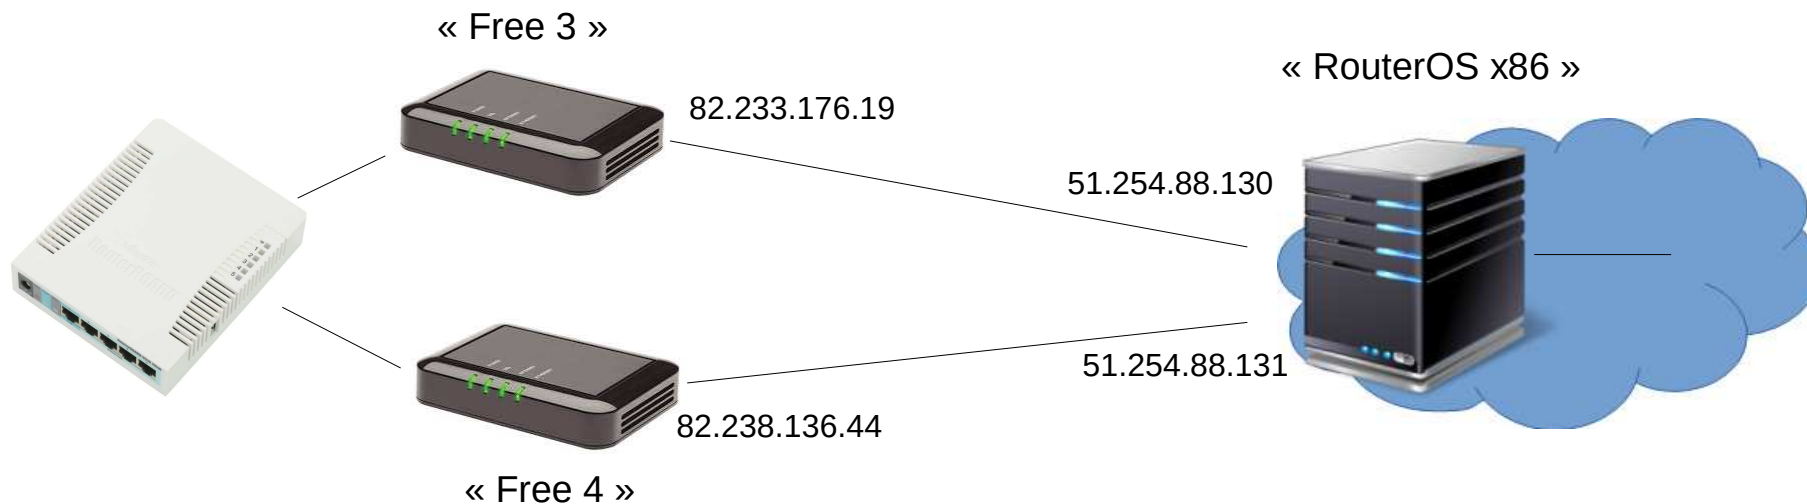 « Free 3 »
« RouterOS x86 »
82.233.176.19
51.254.88.130
51.254.88.131
82.238.136.44
« Free 4 »